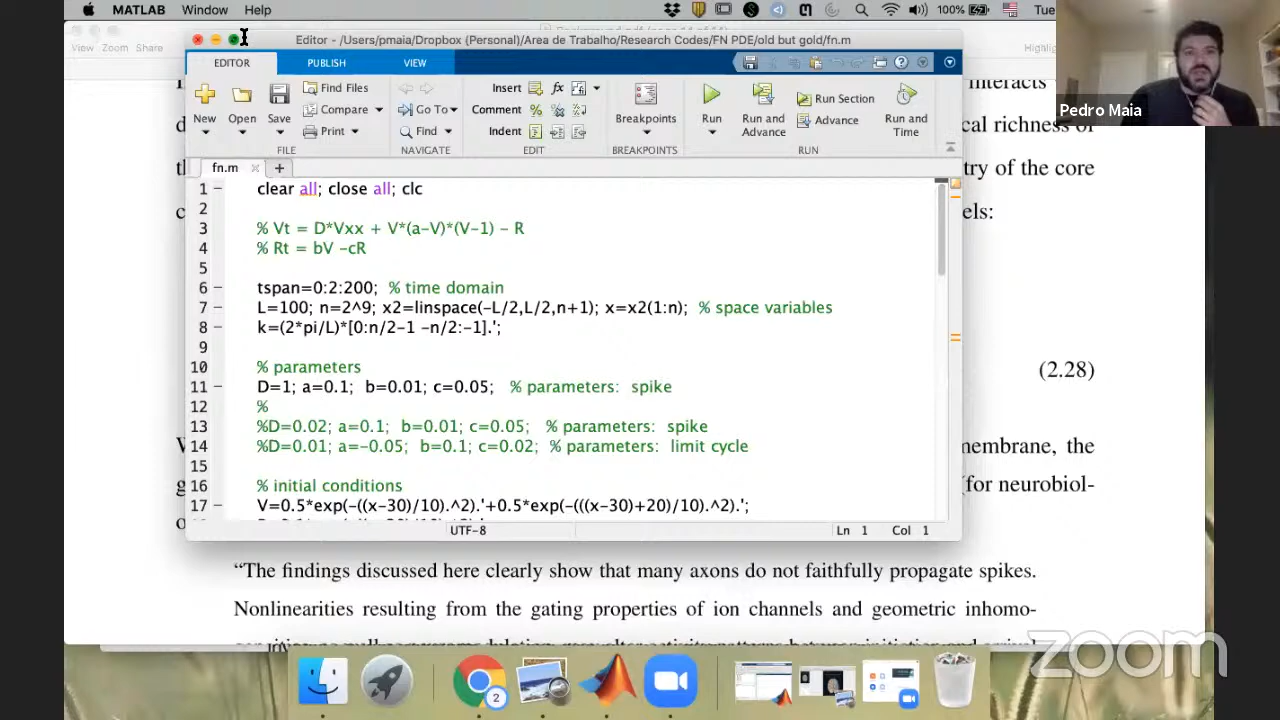 MATLAB Window Help
100% Tue
View Zoom Share
Highlig
Editor - /Users/pmaia/Dropbox (Personal)/Area de Trabalho/Research Codes/FN PDE/old but gold/fn.m
EDITOR PUBLISH VIEW
New Open Save Find Files Compare Print
Go To Find
Insert Comment Indent
Breakpoints
Run Run and Advance Run Section Advance Run and Time
FILE NAVIGATE EDIT BREAKPOINTS RUN
fn.m
1 clear all; close all; clc
2
3 % Vt = D*Vxx + V*(a-V)*(V-1) - R
4 % Rt = bV -cR
5
6 tspan=0:2:200; % time domain
7 L=100; n=2^9; x2=linspace(-L/2,L/2,n+1); x=x2(1:n); % space variables
8 k=(2*pi/L)*[0:n/2-1 -n/2:-1].';
9
10 % parameters
11 D=1; a=0.1; b=0.01; c=0.05; % parameters: spike
12 %
13 %D=0.02; a=0.1; b=0.01; c=0.05; % parameters: spike
14 %D=0.01; a=-0.05; b=0.1; c=0.02; % parameters: limit cycle
15
16 % initial conditions
17 V=0.5*exp(-((x-30)/10).^2).'+0.5*exp(-(((x-30)+20)/10).^2).';
UTF-8 Ln 1 Col 1
Pedro Maia
interacts
cal richness of
try of the core
els:
(2.28)
membrane, the
(for neurobiol-
“The findings discussed here clearly show that many axons do not faithfully propagate spikes.
Nonlinearities resulting from the gating properties of ion channels and geometric inhomo-
zoom
2